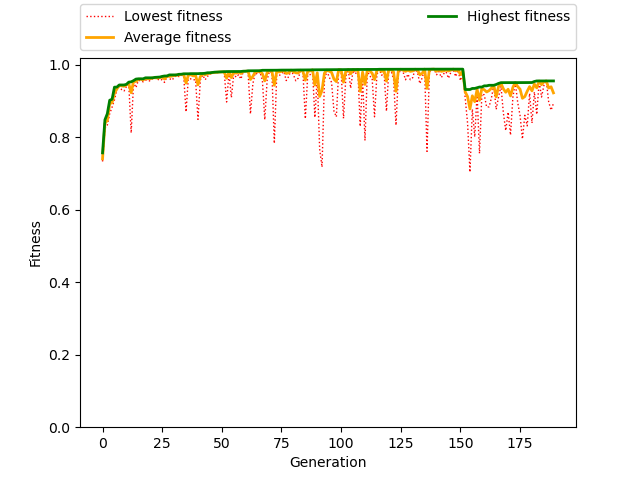 Lowest fitness
Average fitness
Highest fitness
1.0
0.8
0.6
0.4
0.2
0.0
Fitness
0 25 50 75 100 125 150 175
Generation